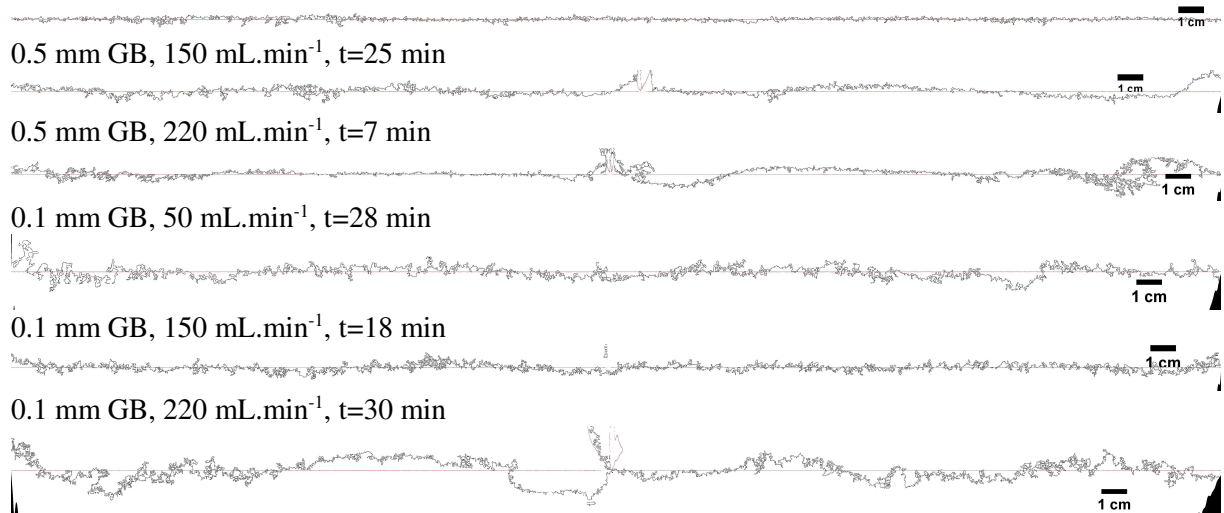 1 cm
0.5 mm GB, 150 mL.min⁻¹, t=25 min
1 cm
0.5 mm GB, 220 mL.min⁻¹, t=7 min
1 cm
0.1 mm GB, 50 mL.min⁻¹, t=28 min
1 cm
0.1 mm GB, 150 mL.min⁻¹, t=18 min
1 cm
0.1 mm GB, 220 mL.min⁻¹, t=30 min
1 cm